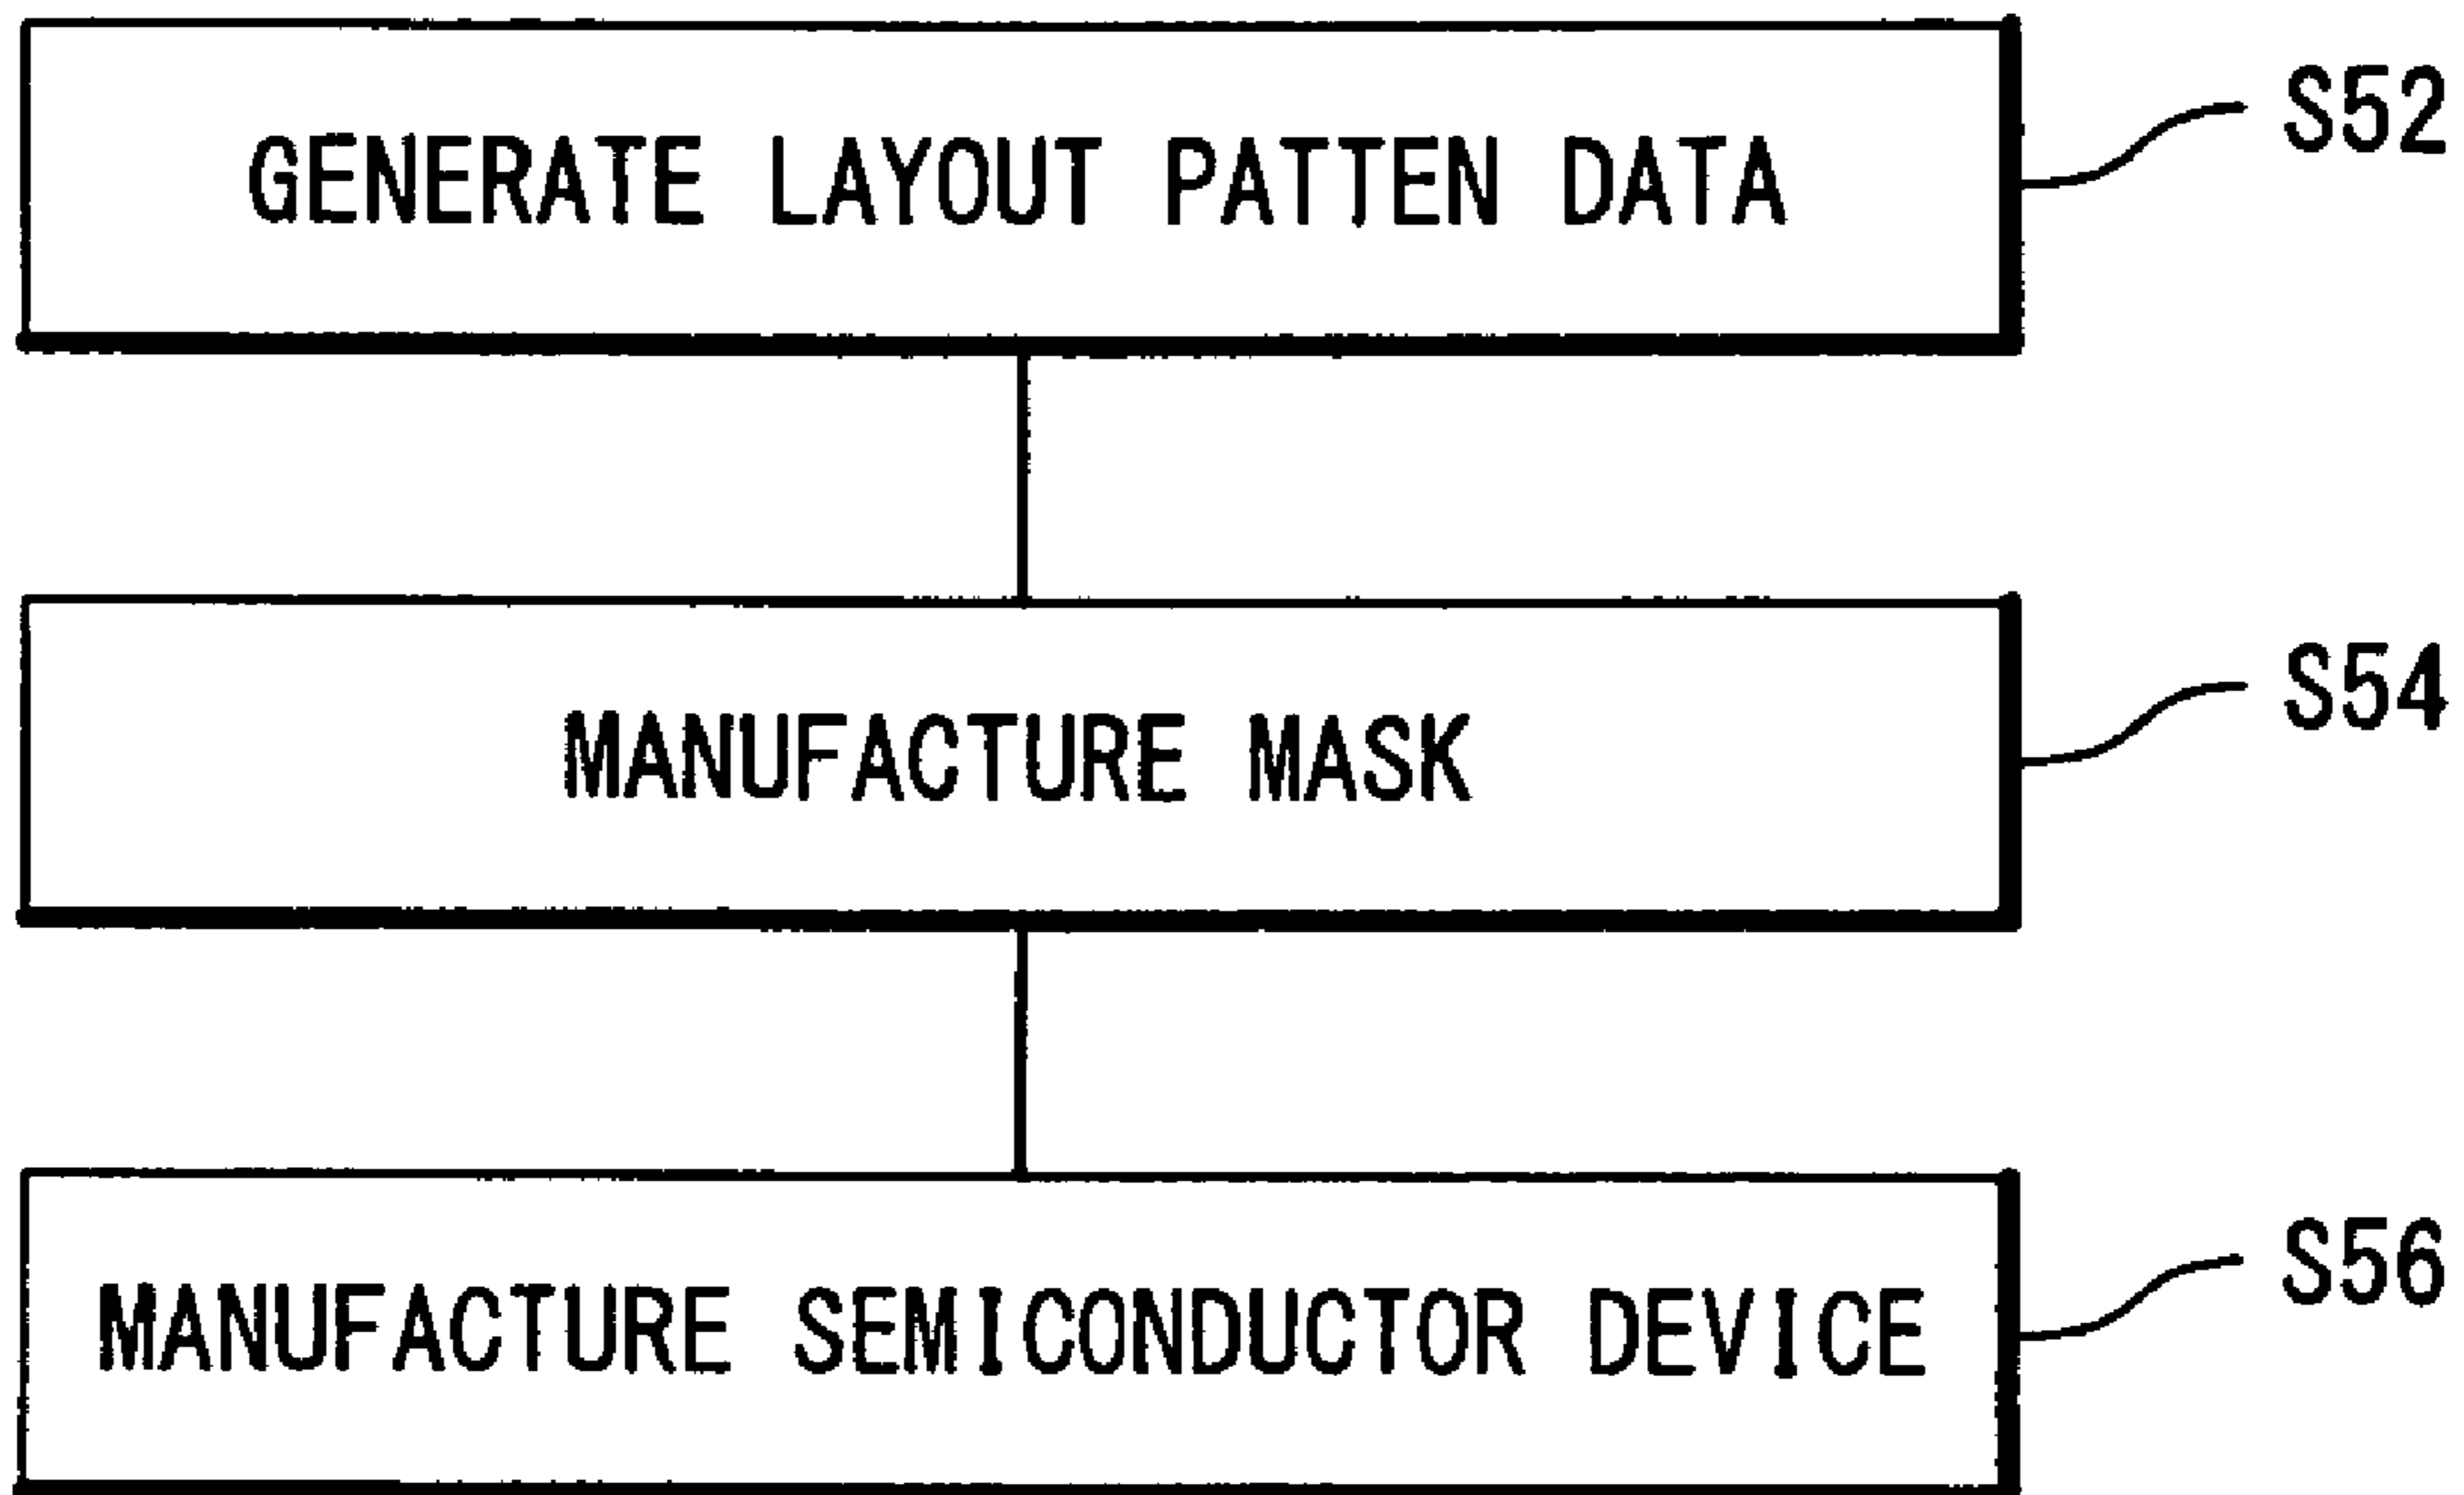 GENERATE LAYOUT PATTEN DATA
S52
MANUFACTURE MASK
S54
MANUFACTURE SEMICONDUCTOR DEVICE
S56